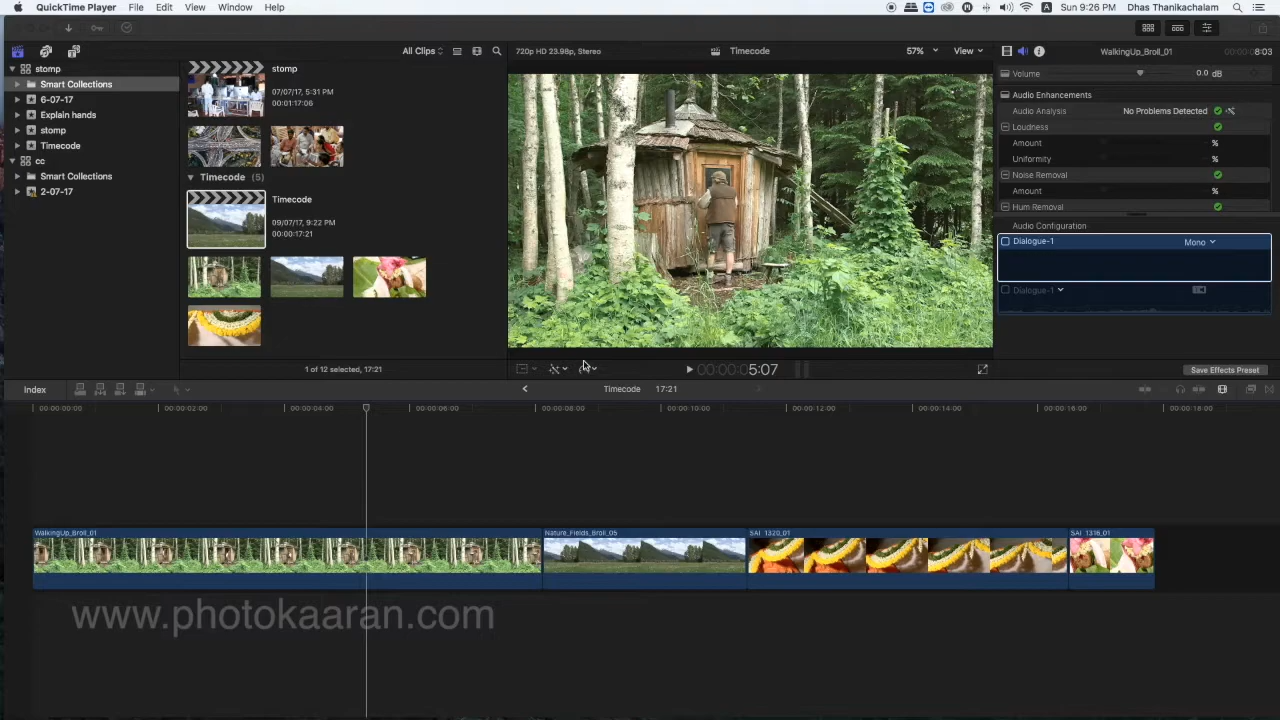 QuickTime Player File Edit View Window Help
A Sun 9:26 PM Dhas Thanikachalam
All Clips
720p HD 23.98p, Stereo Timecode 57% View
WalkingUp_Broll_01 8:03
stomp
Smart Collections
6-07-17
Explain hands
stomp
Timecode
cc
Smart Collections
2-07-17
stomp
07/07/17, 5:31 PM
00:01:17:06
Timecode (5)
Timecode
09/07/17, 9:22 PM
00:00:17:21
1 of 12 selected, 17:21
00:00:00:05:07
Volume 0.0 dB
Audio Enhancements
Audio Analysis No Problems Detected
Loudness
Amount %
Uniformity %
Noise Removal
Amount %
Hum Removal
Audio Configuration
Dialogue-1 Mono
Dialogue-1
Save Effects Preset
Index Timecode 17:21
00:00:00:00 00:00:02:00 00:00:04:00 00:00:06:00 00:00:08:00 00:00:10:00 00:00:12:00 00:00:14:00 00:00:16:00 00:00:18:00
WalkingUp_Broll_01 Nature_Fields_Broll_05 SAI_1320_01 SAI_1316_01
www.photokaaran.com